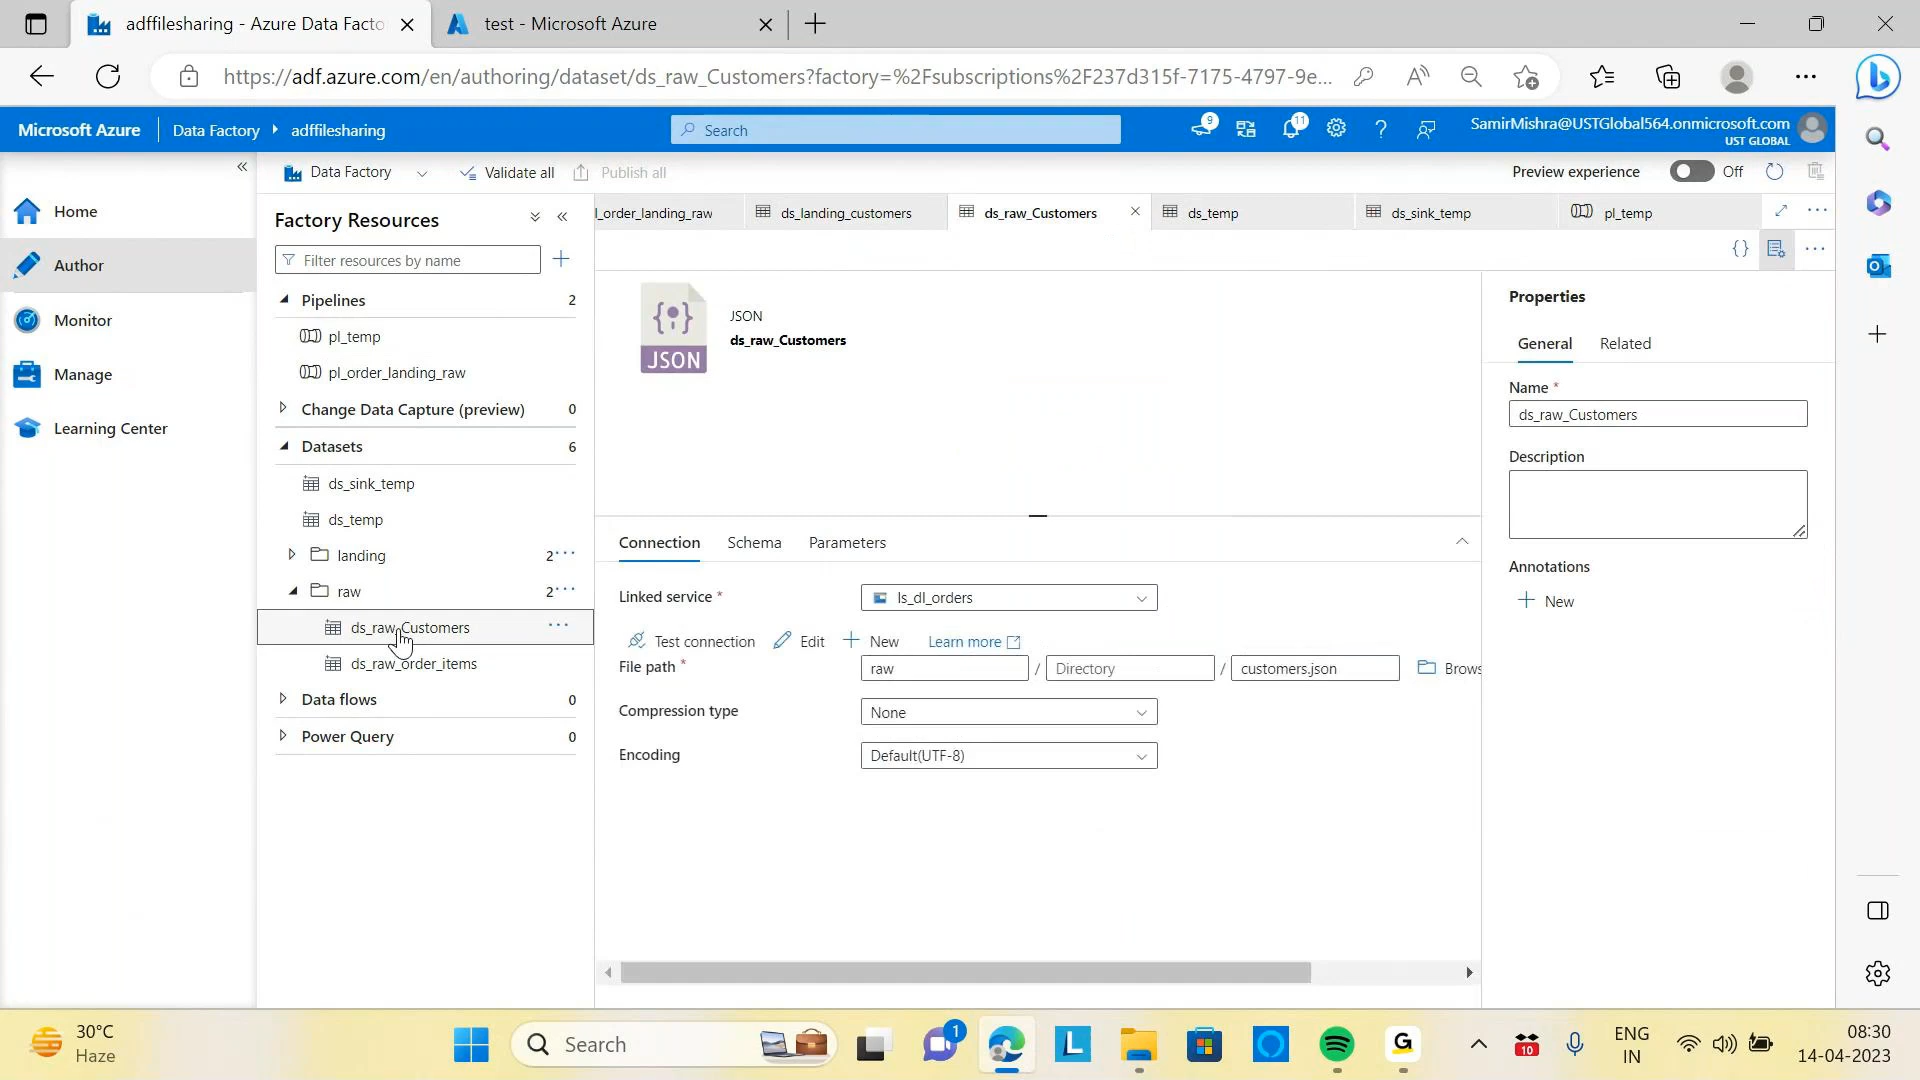 adffilesharing - Azure Data Facto
test - Microsoft Azure
https://adf.azure.com/en/authoring/dataset/ds_raw_Customers?factory=%2Fsubscriptions%2F237d315f-7175-4797-9e...
Microsoft Azure
Data Factory
adffilesharing
Search
9
11
SamirMishra@USTGlobal564.onmicrosoft.com
UST GLOBAL
Data Factory
Validate all
Publish all
Preview experience
Off
Home
Author
Monitor
Manage
Learning Center
Factory Resources
Filter resources by name
Pipelines 2
pl_temp
pl_order_landing_raw
Change Data Capture (preview) 0
Datasets 6
ds_sink_temp
ds_temp
landing 2
raw 2
ds_raw_Customers
ds_raw_order_items
Data flows 0
Power Query 0
l_order_landing_raw
ds_landing_customers
ds_raw_Customers
ds_temp
ds_sink_temp
pl_temp
JSON
JSON
ds_raw_Customers
Connection Schema Parameters
Linked service *
ls_dl_orders
Test connection Edit New Learn more
File path *
raw / Directory / customers.json Brows
Compression type None
Encoding Default(UTF-8)
Properties
General Related
Name *
ds_raw_Customers
Description
Annotations
New
30°C
Haze
Search
1
10
ENG
IN
08:30
14-04-2023